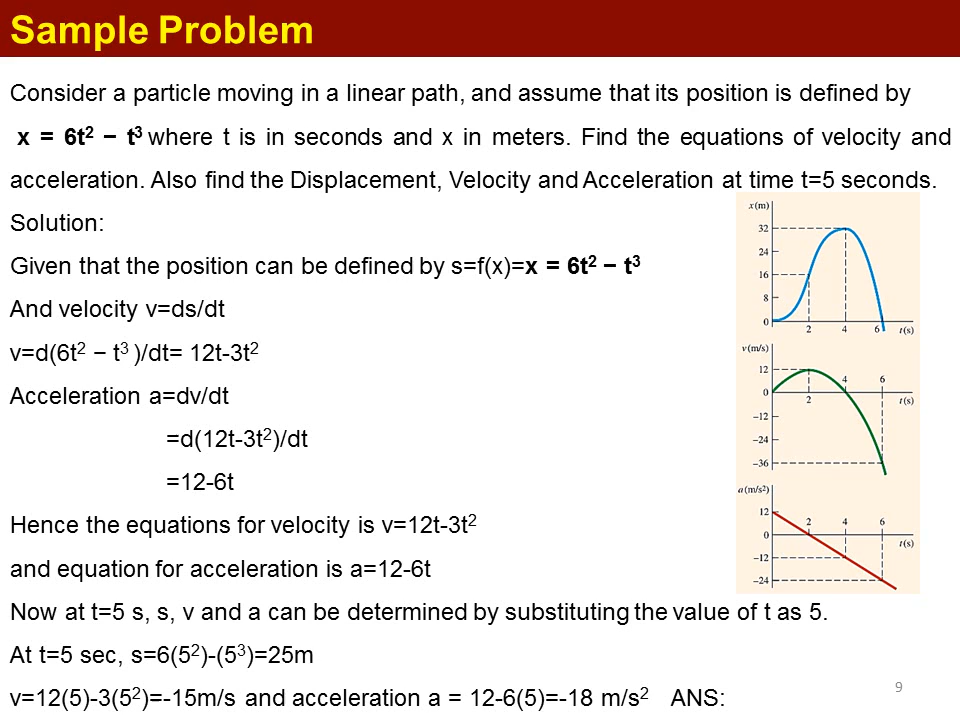 Sample Problem
Consider a particle moving in a linear path, and assume that its position is defined by
x = 6t² − t³ where t is in seconds and x in meters. Find the equations of velocity and
acceleration. Also find the Displacement, Velocity and Acceleration at time t=5 seconds.
Solution:
Given that the position can be defined by s=f(x)=x = 6t² − t³
And velocity v=ds/dt
v=d(6t² − t³ )/dt= 12t-3t²
Acceleration a=dv/dt
=d(12t-3t²)/dt
=12-6t
Hence the equations for velocity is v=12t-3t²
and equation for acceleration is a=12-6t
Now at t=5 s, s, v and a can be determined by substituting the value of t as 5.
At t=5 sec, s=6(5²)-(5³)=25m
v=12(5)-3(5²)=-15m/s and acceleration a = 12-6(5)=-18 m/s² ANS:
x(m)
32
24
16
8
0
2 4 6 t(s)
v(m/s)
12
4 6
0
2 t(s)
−12
−24
−36
a(m/s²)
12
2 4 6
0
t(s)
−12
−24
9